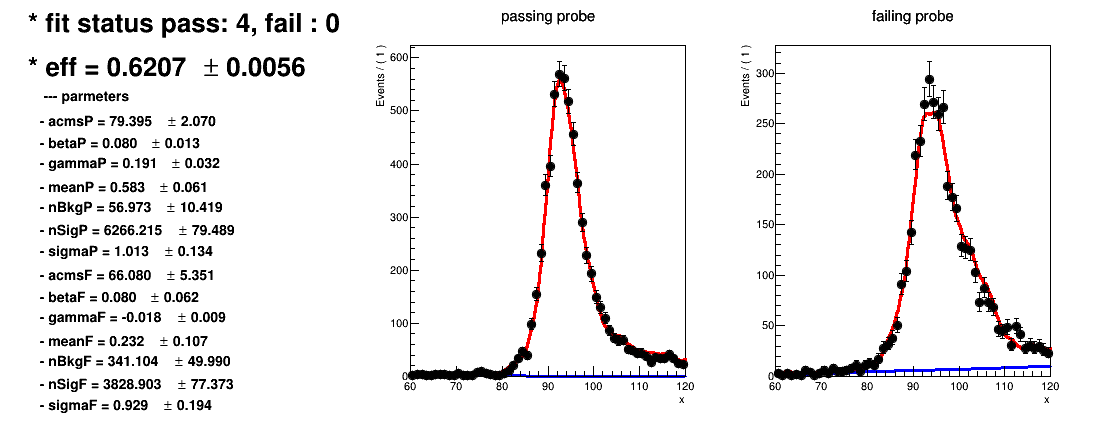 * fit status pass: 4, fail : 0
* eff = 0.6207 ± 0.0056
--- parmeters
- acmsP = 79.395 ± 2.070
- betaP = 0.080 ± 0.013
- gammaP = 0.191 ± 0.032
- meanP = 0.583 ± 0.061
- nBkgP = 56.973 ± 10.419
- nSigP = 6266.215 ± 79.489
- sigmaP = 1.013 ± 0.134
- acmsF = 66.080 ± 5.351
- betaF = 0.080 ± 0.062
- gammaF = -0.018 ± 0.009
- meanF = 0.232 ± 0.107
- nBkgF = 341.104 ± 49.990
- nSigF = 3828.903 ± 77.373
- sigmaF = 0.929 ± 0.194
passing probe
Events / ( 1 )
600
500
400
300
200
100
0
60 70 80 90 100 110 120
x
failing probe
Events / ( 1 )
300
250
200
150
100
50
0
60 70 80 90 100 110 120
x